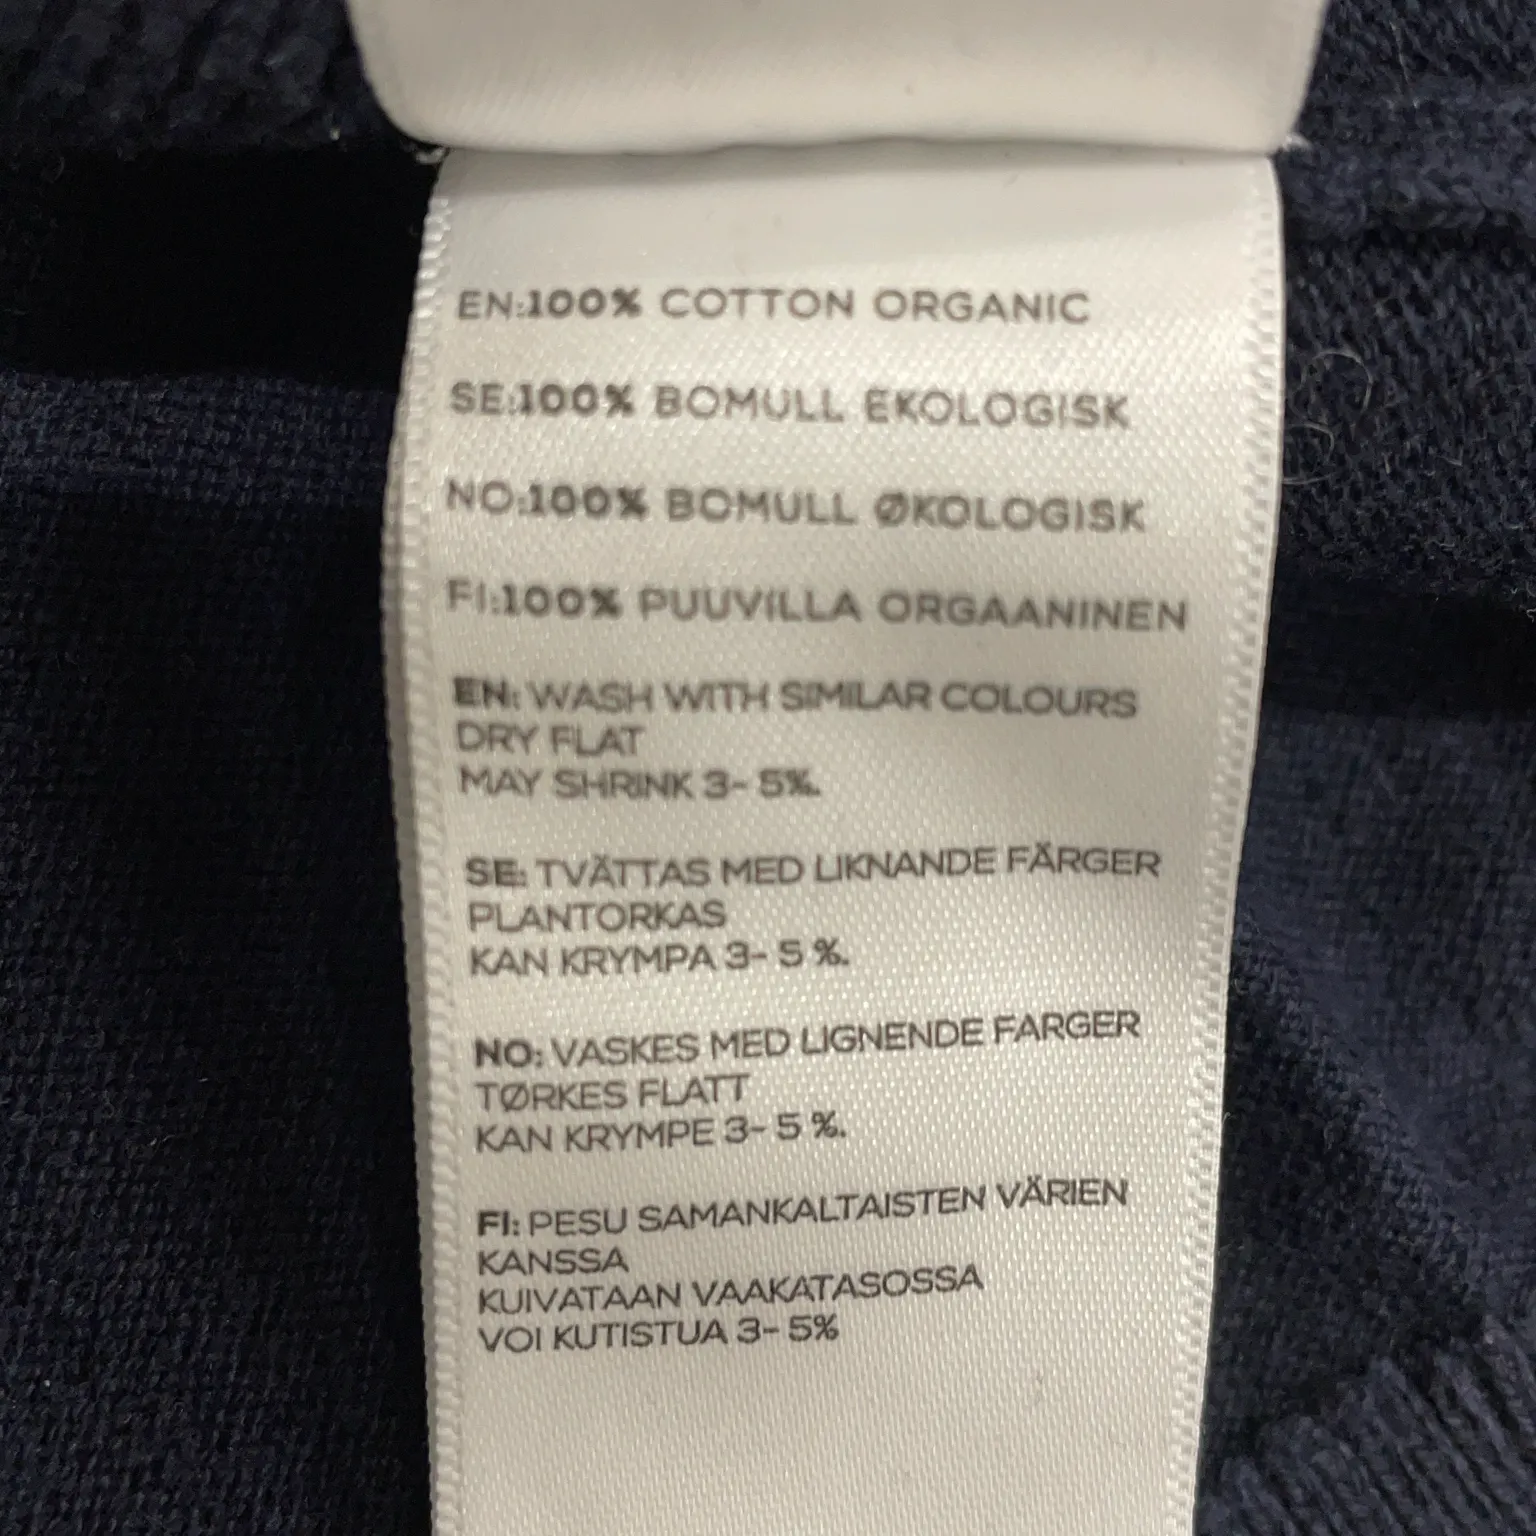 EN:100% COTTON ORGANIC
SE:100% BOMULL EKOLOGISK
NO:100% BOMULL ØKOLOGISK
FI:100% PUUVILLA ORGAANINEN
EN: WASH WITH SIMILAR COLOURS
DRY FLAT
MAY SHRINK 3- 5%.
SE: TVÄTTAS MED LIKNANDE FÄRGER
PLANTORKAS
KAN KRYMPA 3- 5 %.
NO: VASKES MED LIGNENDE FARGER
TØRKES FLATT
KAN KRYMPE 3- 5 %.
FI: PESU SAMANKALTAISTEN VÄRIEN
KANSSA
KUIVATAAN VAAKATASOSSA
VOI KUTISTUA 3- 5%